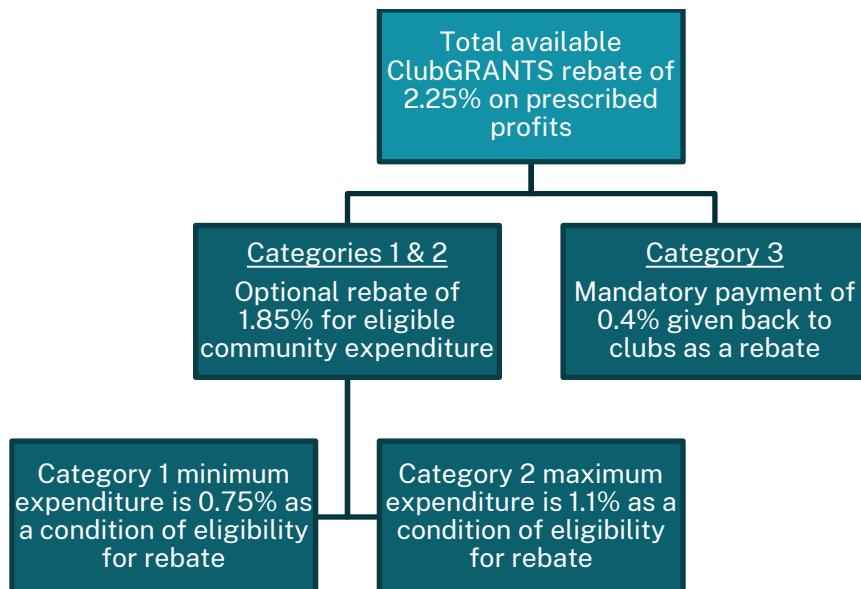 Total available
ClubGRANTS rebate of
2.25% on prescribed
profits
Categories 1 & 2
Optional rebate of
1.85% for eligible
community expenditure
Category 3
Mandatory payment of
0.4% given back to
clubs as a rebate
Category 1 minimum
expenditure is 0.75% as
a condition of eligibility
for rebate
Category 2 maximum
expenditure is 1.1% as a
condition of eligibility
for rebate